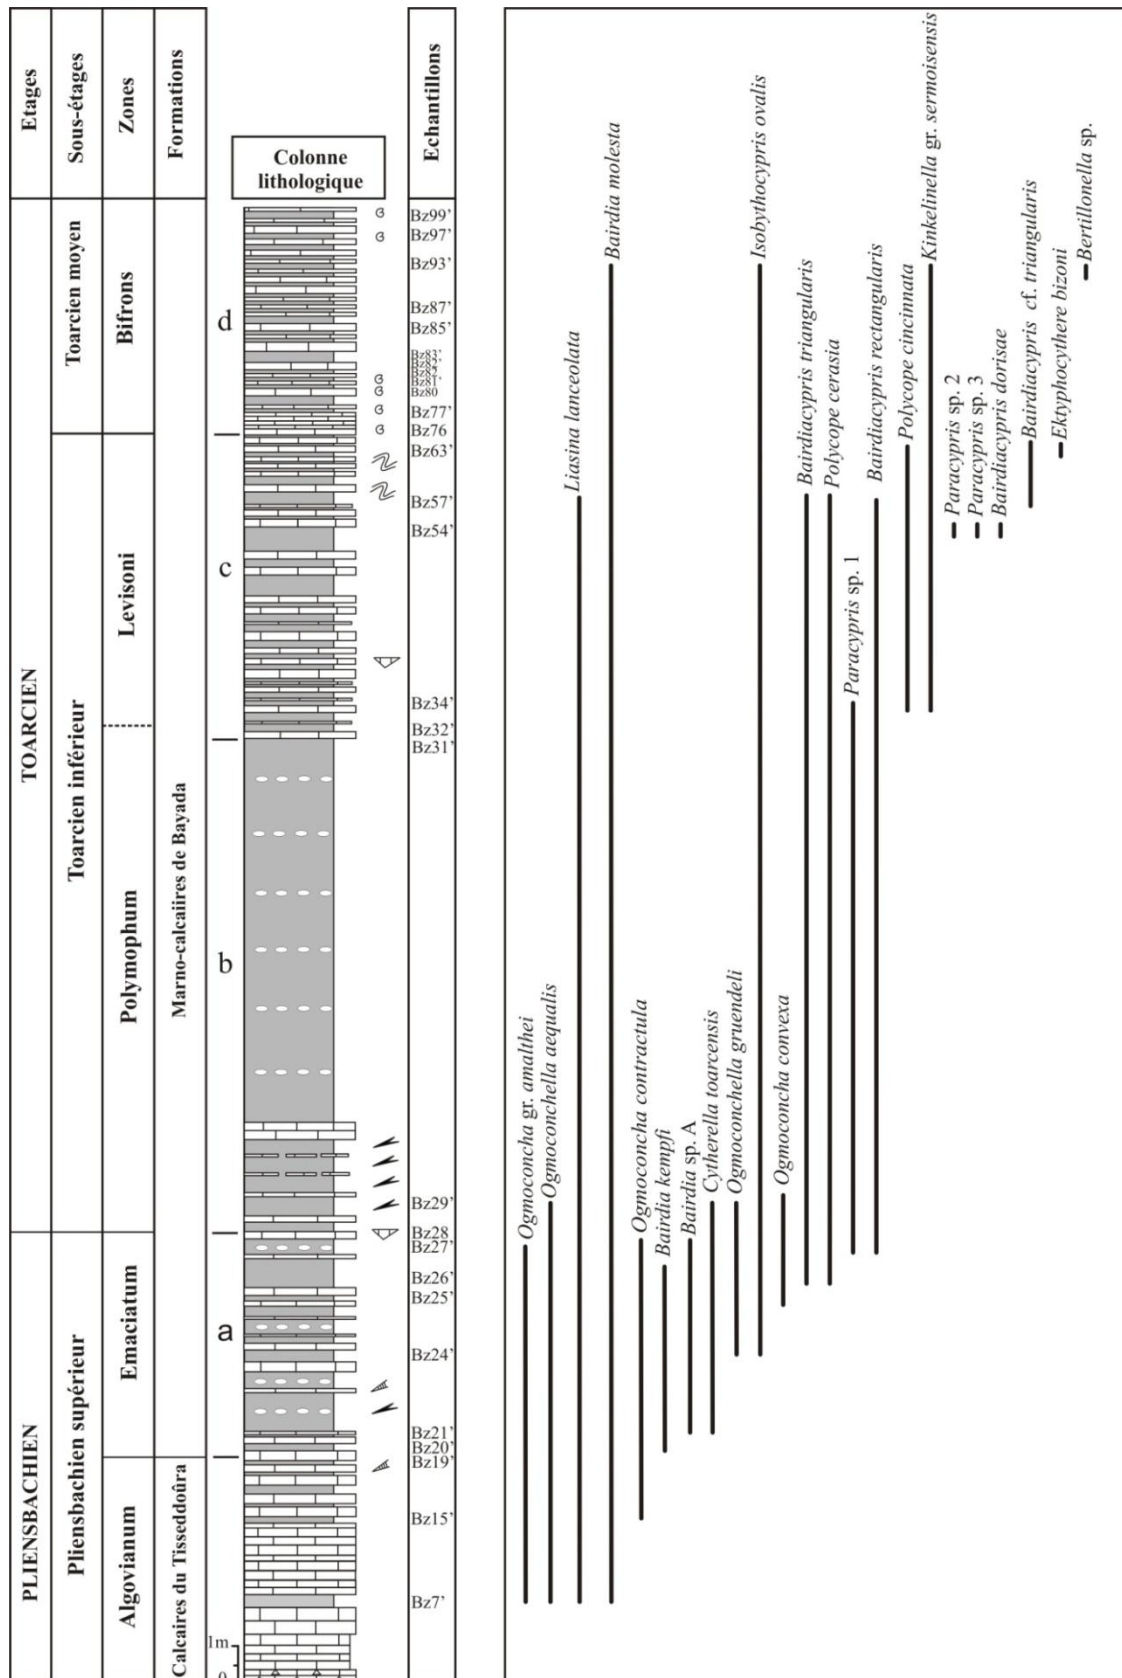 Etages
Sous-étages
Zones
Formations
Colonne
lithologique
Echantillons
TOARCIEN
PLIENSBACHIEN
Toarcien moyen
Toarcien inférieur
Pliensbachien supérieur
Bifrons
Levisoni
Polymophum
Emaciatum
Algovianum
Marno-calcaiires de Bayada
Calcaires du Tisseddoûra
d
c
b
a
1m
0
Bz99’
Bz97’
Bz93’
Bz87’
Bz85’
Bz83’
Bz82’
Bz82
Bz81’
Bz80
Bz77’
Bz76
Bz63’
Bz57’
Bz54’
Bz34’
Bz32’
Bz31’
Bz29’
Bz28
Bz27’
Bz26’
Bz25’
Bz24’
Bz21’
Bz20’
Bz19’
Bz15’
Bz7’
Ogmoconcha gr. amalthei
Ogmoconchella aequalis
Liasina lanceolata
Bairdia molesta
Ogmoconcha contractula
Bairdia kempfi
Bairdia sp. A
Cytherella toarcensis
Ogmoconchella gruendeli
Isobythocypris ovalis
Ogmoconcha convexa
Bairdiacypris triangularis
Polycope cerasia
Paracypris sp. 1
Bairdiacypris rectangularis
Polycope cincinnata
Kinkelinella gr. sermoisensis
Paracypris sp. 2
Paracypris sp. 3
Bairdiacypris dorisae
Bairdiacypris cf. triangularis
Ektyphocythere bizoni
Bertillonella sp.